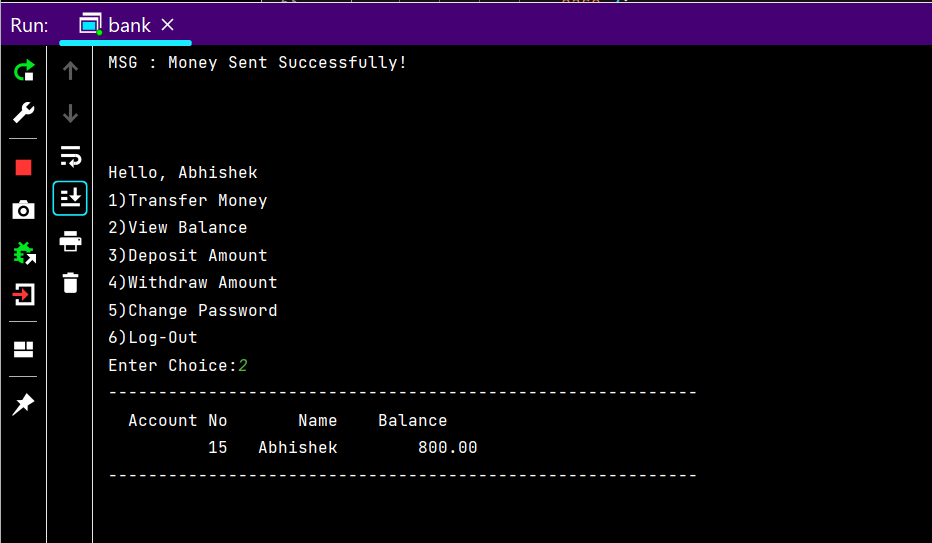 Run: bank
MSG : Money Sent Successfully!
Hello, Abhishek
1)Transfer Money
2)View Balance
3)Deposit Amount
4)Withdraw Amount
5)Change Password
6)Log-Out
Enter Choice:2
-----------------------------------------------------------
Account No Name Balance
15 Abhishek 800.00
-----------------------------------------------------------